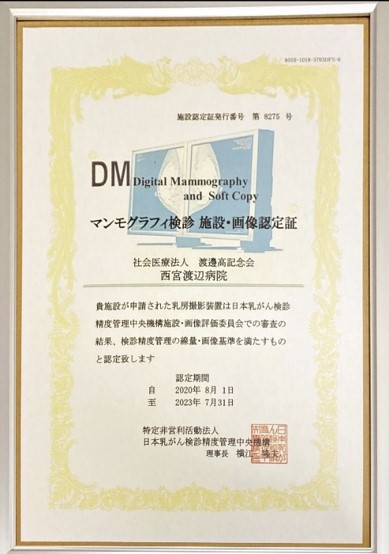 施設認定証発行番号 第 8275 号
DM Digital Mammography
and Soft Copy
マンモグラフィ検診 施設・画像認定証
社会医療法人 渡邊高記念会
西宮渡辺病院
貴施設が申請された乳房撮影装置は日本乳がん検診
精度管理中央機構施設・画像評価委員会での審査の
結果、検診精度管理の線量・画像基準を満たすもの
と認定致します
認定期間
自 2020年 8月 1日
至 2023年 7月31日
特定非営利活動法人
日本乳がん検診精度管理中央機構
理事長 横江